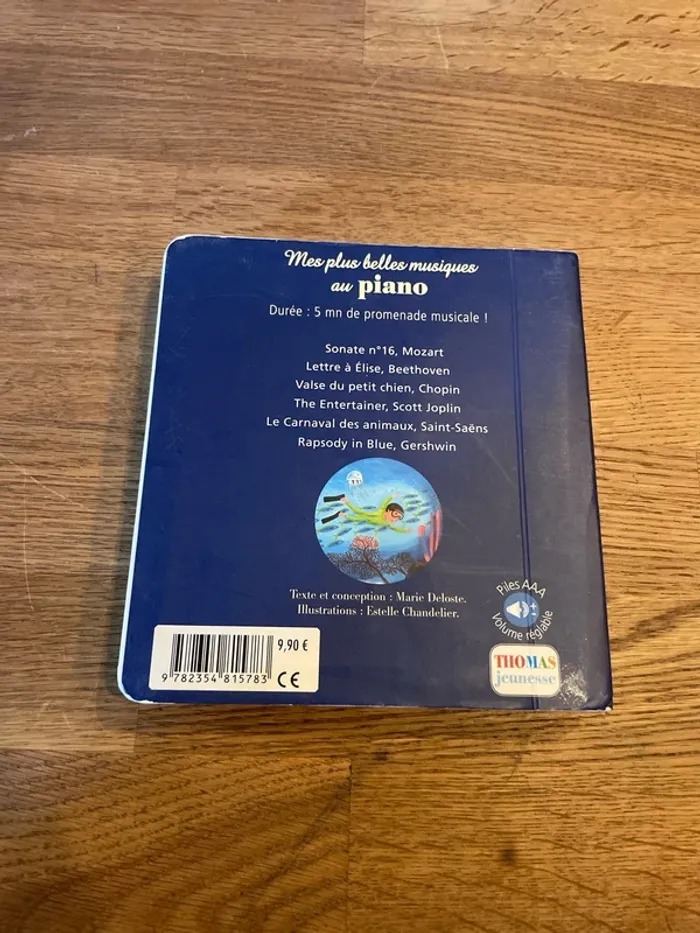 Mes plus belles musiques
au piano
Durée : 5 mn de promenade musicale !
Sonate n°16, Mozart
Lettre à Élise, Beethoven
Valse du petit chien, Chopin
The Entertainer, Scott Joplin
Le Carnaval des animaux, Saint-Saëns
Rapsody in Blue, Gershwin
Texte et conception : Marie Deloste.
Illustrations : Estelle Chandelier.
Piles AAA
Volume réglable
9,90 €
9 782354 815783 CE
THOMAS
jeunesse